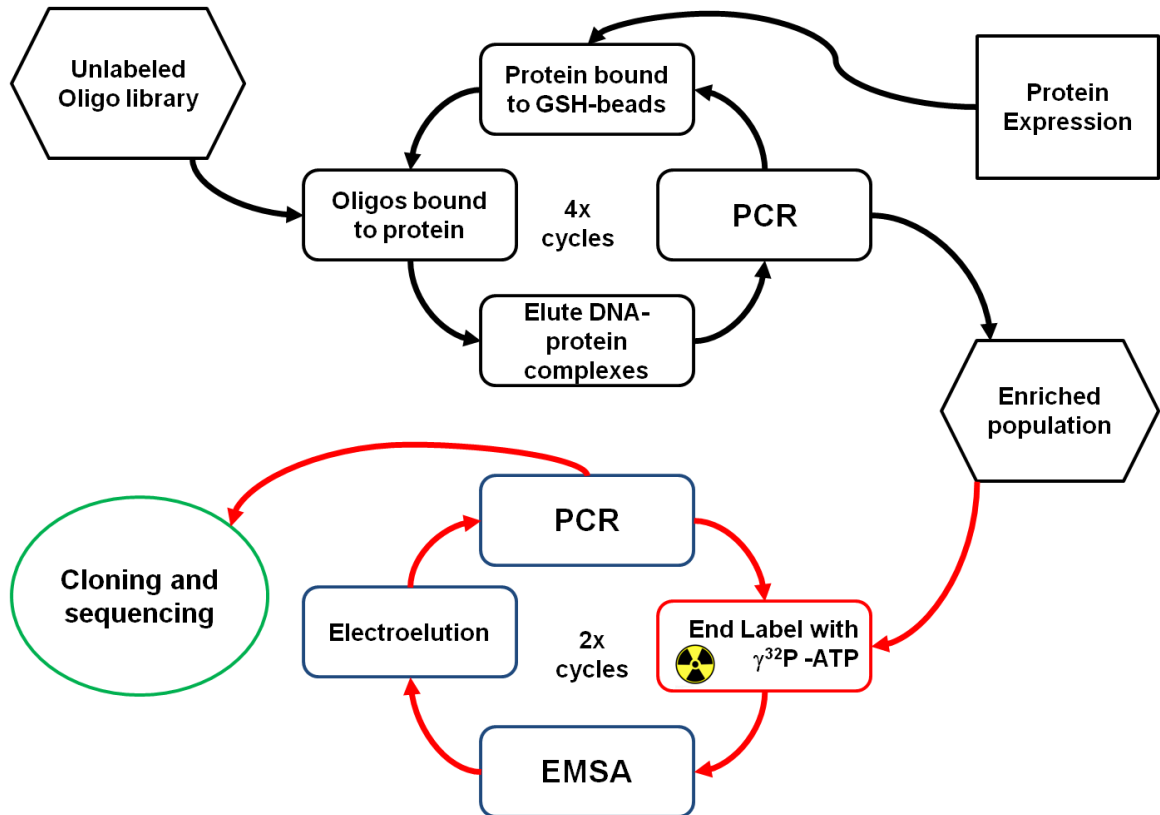 Unlabeled
Oligo library
Protein bound
to GSH-beads
Protein
Expression
Oligos bound
to protein
4x
cycles
PCR
Elute DNA-
protein
complexes
Enriched
population
PCR
Cloning and
sequencing
Electroelution
2x
cycles
End Label with
γ³²P -ATP
EMSA